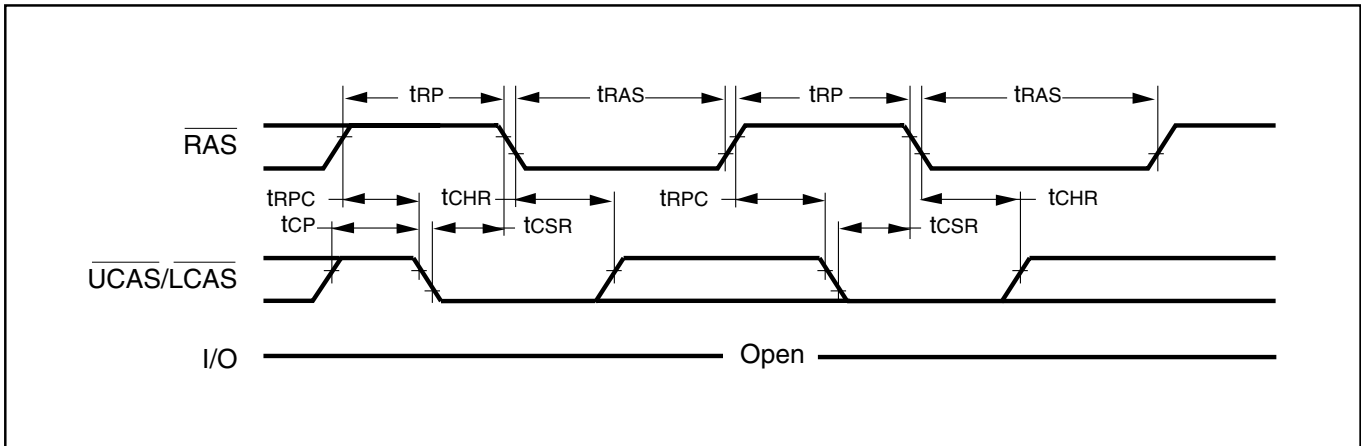 tRP tRAS tRP tRAS
RAS
tRPC tCHR tRPC tCHR
tCP tCSR tCSR
UCAS/LCAS
I/O Open